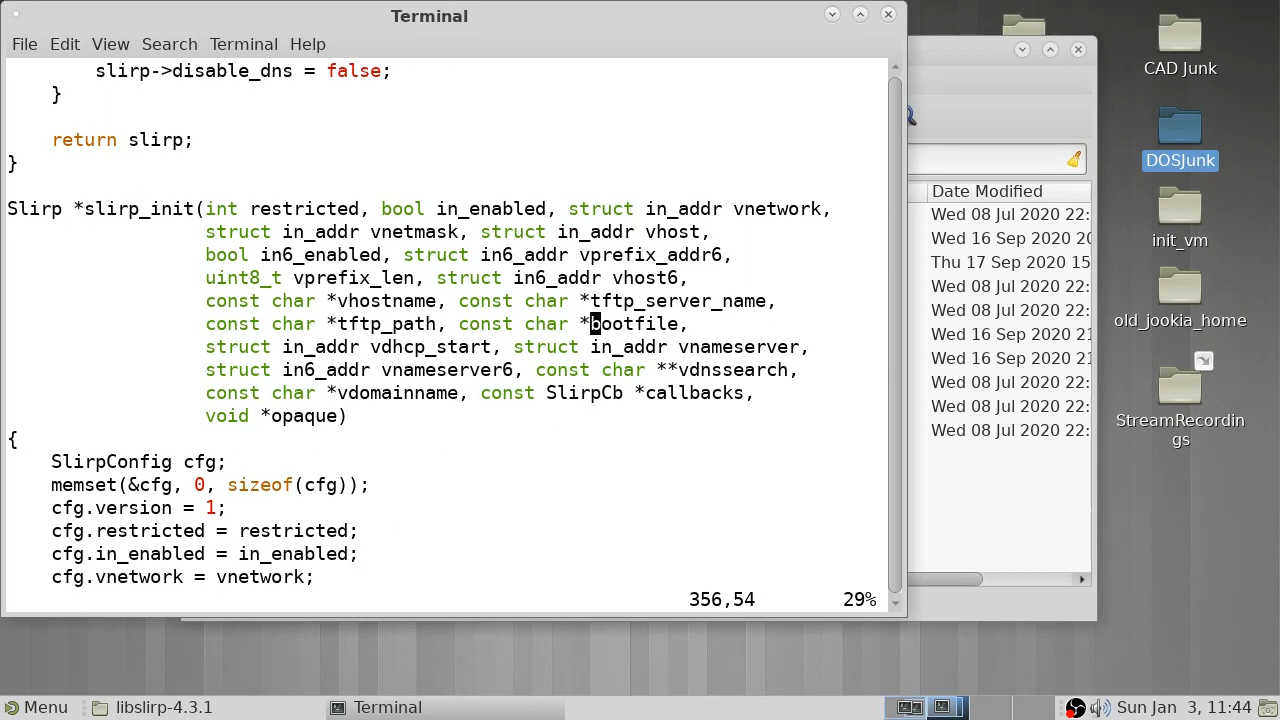 Terminal
File Edit View Search Terminal Help
        slirp->disable_dns = false;
    }
    return slirp;
}
Slirp *slirp_init(int restricted, bool in_enabled, struct in_addr vnetwork,
                  struct in_addr vnetmask, struct in_addr vhost,
                  bool in6_enabled, struct in6_addr vprefix_addr6,
                  uint8_t vprefix_len, struct in6_addr vhost6,
                  const char *vhostname, const char *tftp_server_name,
                  const char *tftp_path, const char *bootfile,
                  struct in_addr vdhcp_start, struct in_addr vnameserver,
                  struct in6_addr vnameserver6, const char **vdnssearch,
                  const char *vdomainname, const SlirpCb *callbacks,
                  void *opaque)
{
    SlirpConfig cfg;
    memset(&cfg, 0, sizeof(cfg));
    cfg.version = 1;
    cfg.restricted = restricted;
    cfg.in_enabled = in_enabled;
    cfg.vnetwork = vnetwork;
356,54 29%
Date Modified
Wed 08 Jul 2020 22:
Wed 16 Sep 2020 20
Thu 17 Sep 2020 15
Wed 08 Jul 2020 22:
Wed 08 Jul 2020 22:
Wed 16 Sep 2020 21
Wed 16 Sep 2020 21
Wed 08 Jul 2020 22:
Wed 08 Jul 2020 22:
Wed 08 Jul 2020 22:
CAD Junk
DOSJunk
init_vm
old_jookia_home
StreamRecordin
gs
Menu libslirp-4.3.1 Terminal Sun Jan 3, 11:44